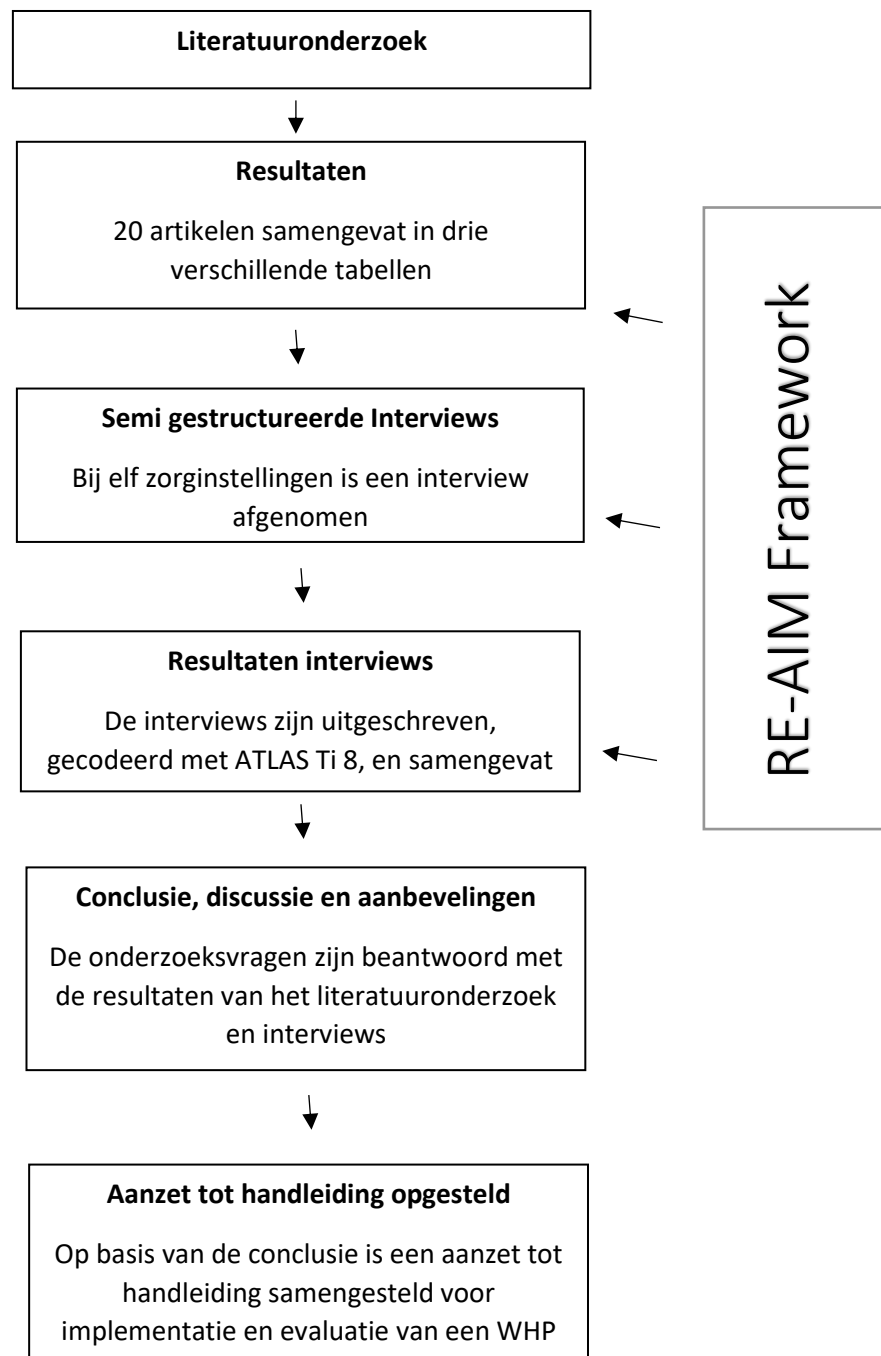 Literatuuronderzoek
Resultaten
20 artikelen samengevat in drie
verschillende tabellen
Semi gestructureerde Interviews
Bij elf zorginstellingen is een interview
afgenomen
Resultaten interviews
De interviews zijn uitgeschreven,
gecodeerd met ATLAS Ti 8, en samengevat
Conclusie, discussie en aanbevelingen
De onderzoeksvragen zijn beantwoord met
de resultaten van het literatuuronderzoek
en interviews
Aanzet tot handleiding opgesteld
Op basis van de conclusie is een aanzet tot
handleiding samengesteld voor
implementatie en evaluatie van een WHP
RE-AIM Framework